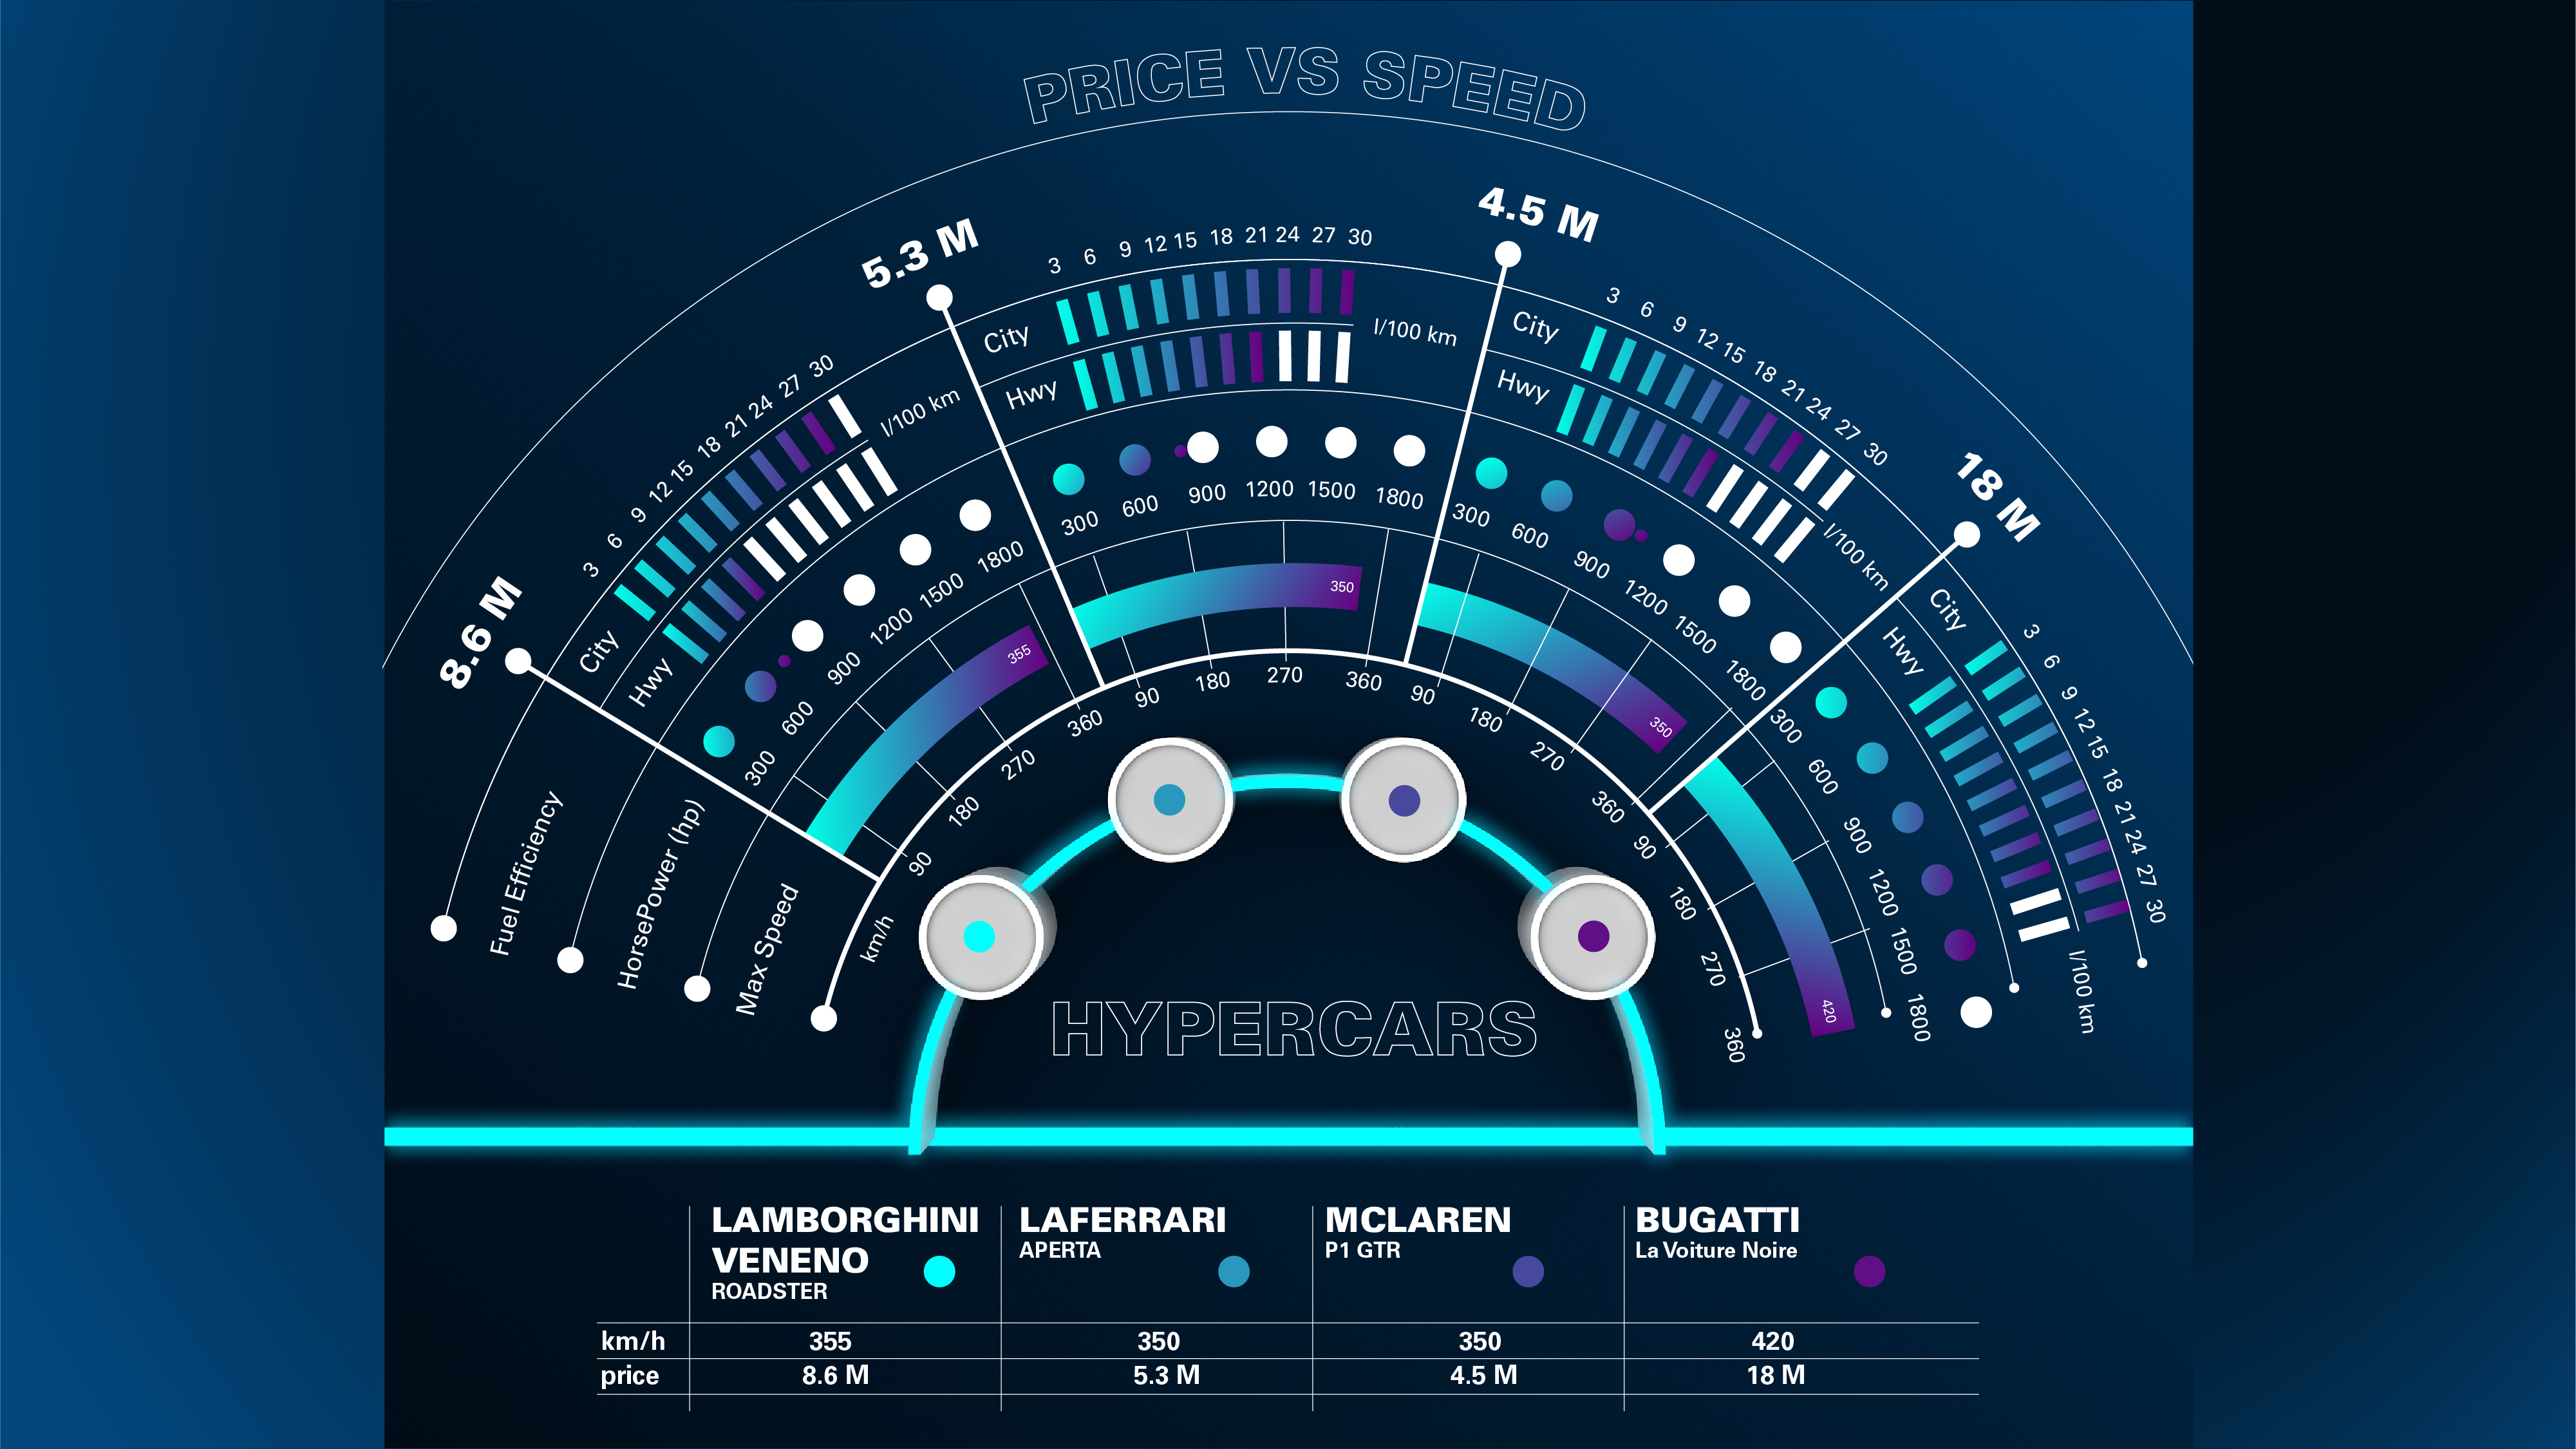 PRICE VS SPEED
8.6 M
City
3 6 9 12 15 18 21 24 27 30
Hwy
l/100 km
300 600 900 1200 1500 1800
355
90 180 270 360
5.3 M
City
3 6 9 12 15 18 21 24 27 30
Hwy
l/100 km
300 600 900 1200 1500 1800
350
90 180 270 360
4.5 M
City
3 6 9 12 15 18 21 24 27 30
Hwy
l/100 km
300 600 900 1200 1500 1800
350
90 180 270 360
18 M
City
3 6 9 12 15 18 21 24 27 30
Hwy
l/100 km
300 600 900 1200 1500 1800
420
90 180 270 360
Fuel Efficiency
HorsePower (hp)
Max Speed
km/h
HYPERCARS
LAMBORGHINI
VENENO
ROADSTER
LAFERRARI
APERTA
MCLAREN
P1 GTR
BUGATTI
La Voiture Noire
km/h 355 350 350 420
price 8.6 M 5.3 M 4.5 M 18 M